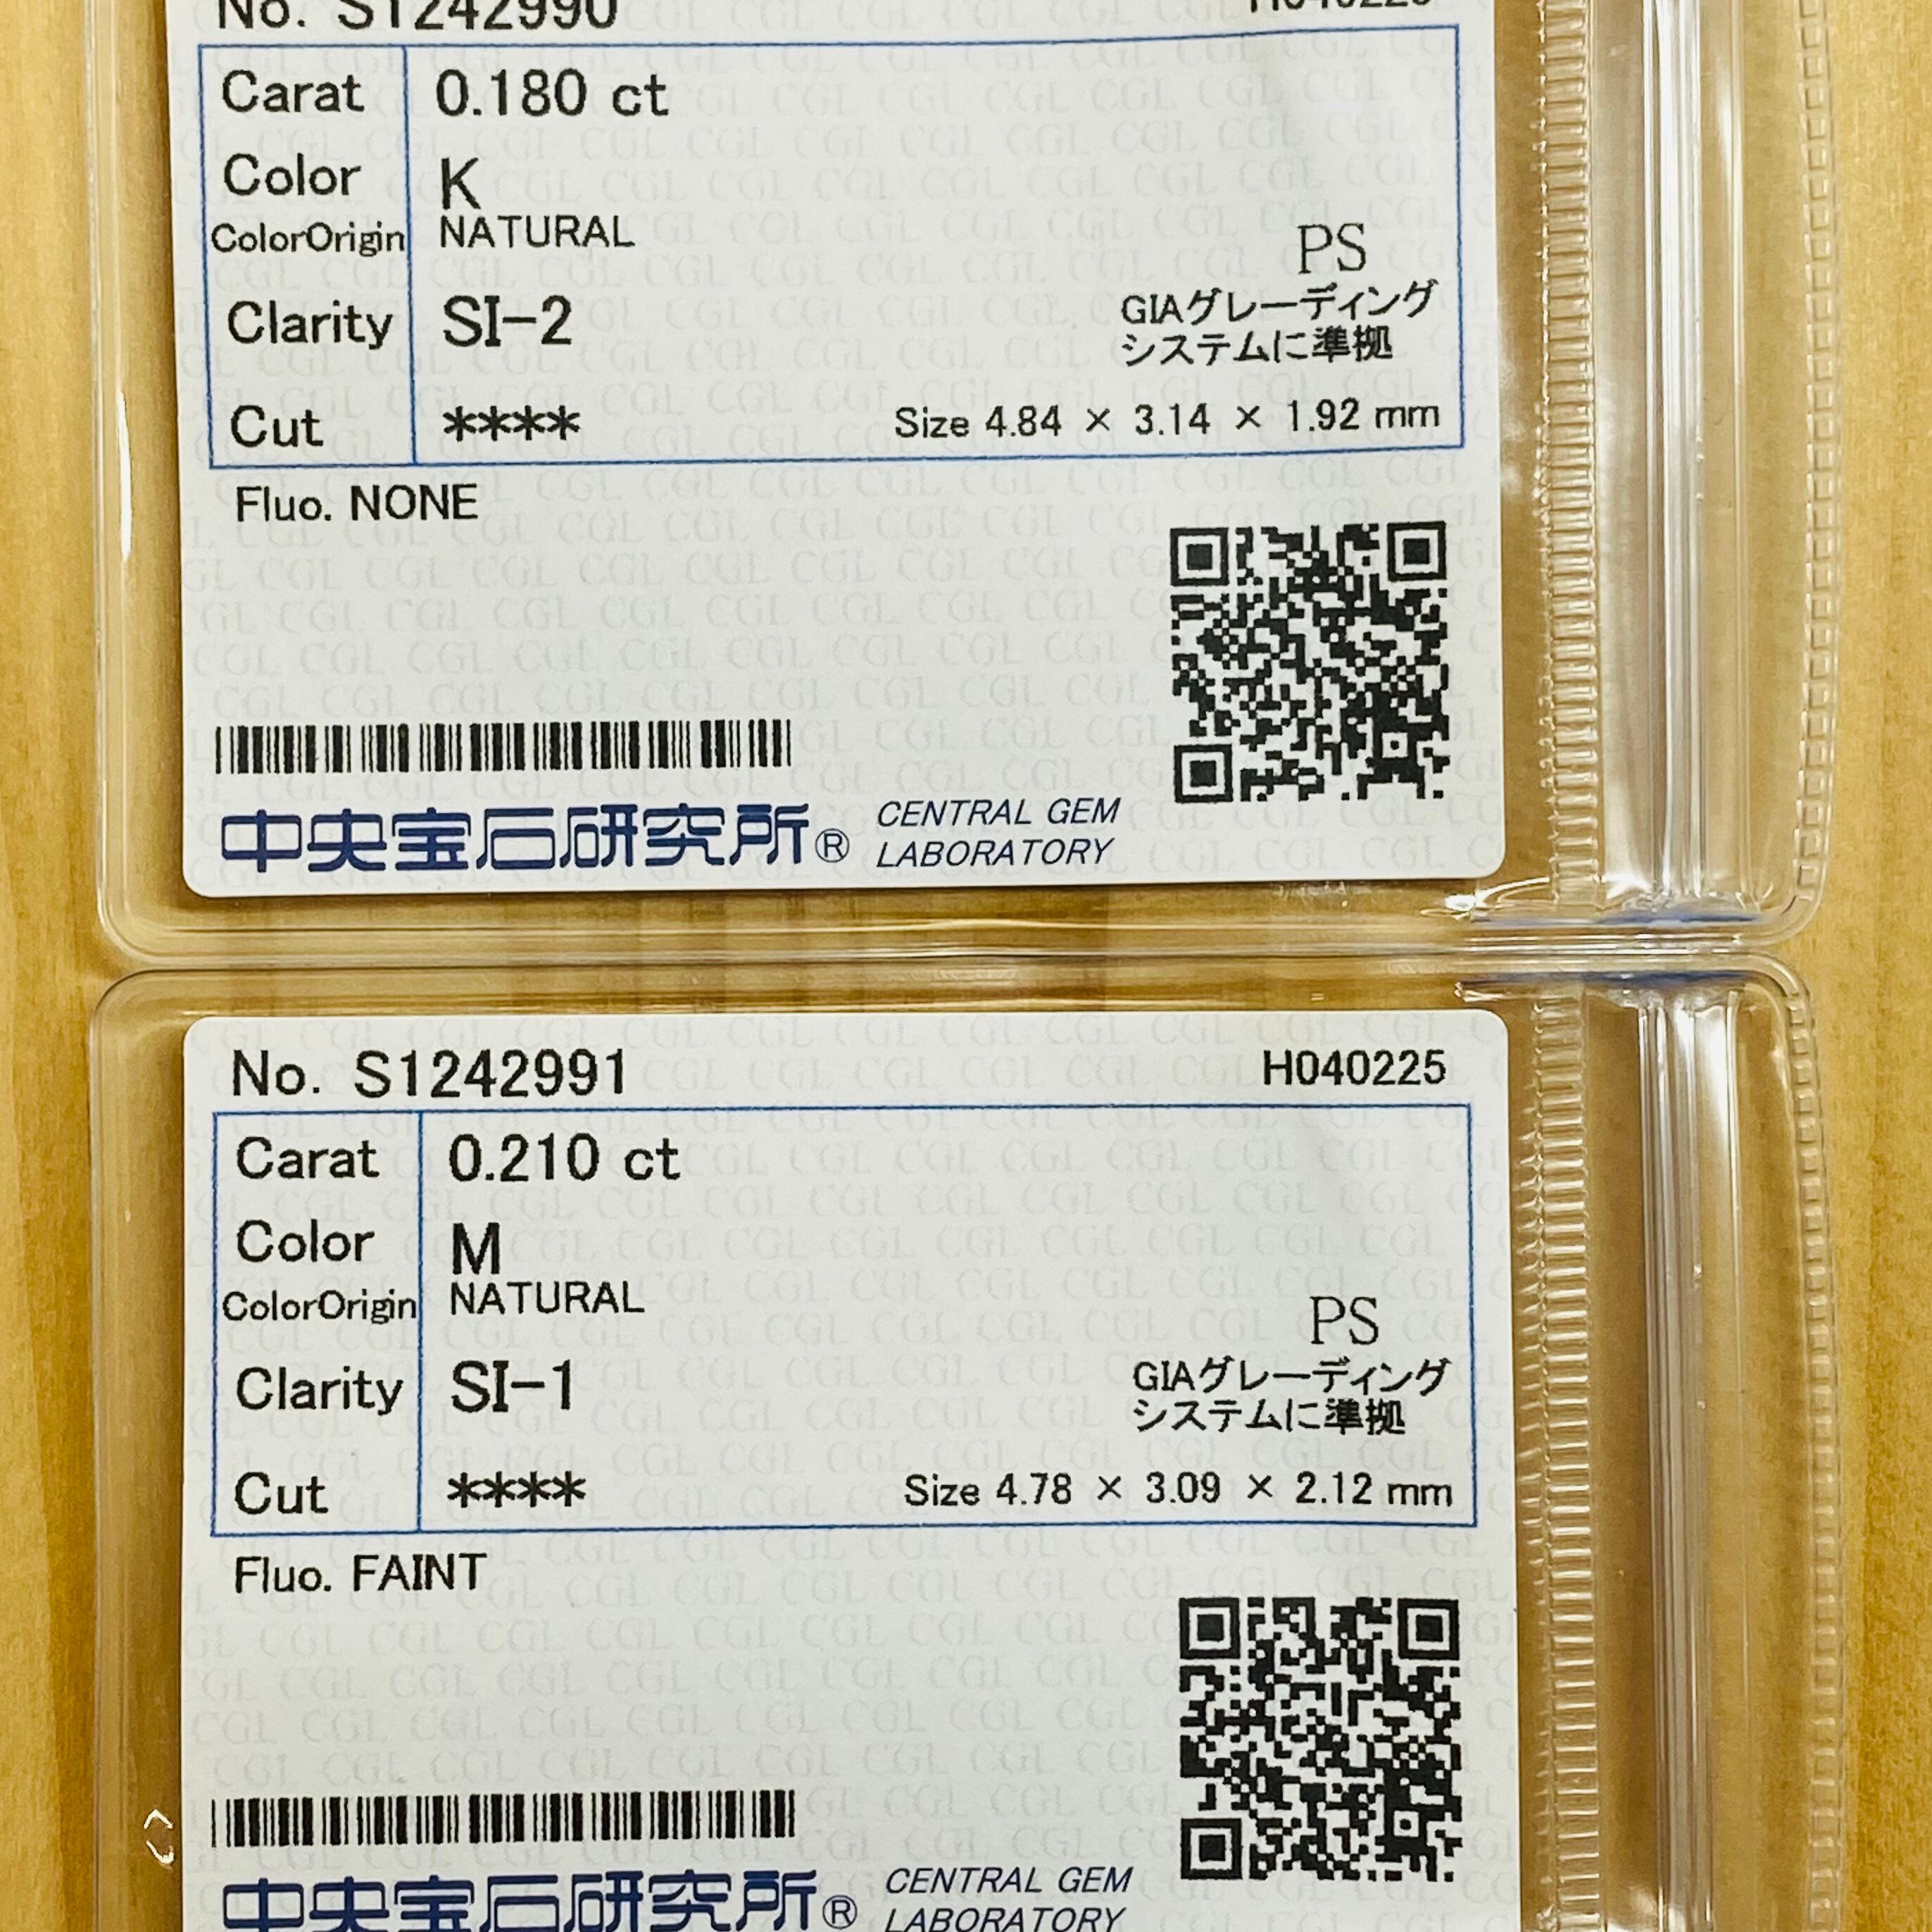 No. S1242990 H040225
Carat 0.180 ct
Color K
ColorOrigin NATURAL
PS
GIAグレーディング
Clarity SI-2
システムに準拠
Cut **** Size 4.84 × 3.14 × 1.92 mm
Fluo. NONE
中央宝石研究所® CENTRAL GEM
LABORATORY
No. S1242991 H040225
Carat 0.210 ct
Color M
ColorOrigin NATURAL
PS
GIAグレーディング
Clarity SI-1
システムに準拠
Cut **** Size 4.78 × 3.09 × 2.12 mm
Fluo. FAINT
中央宝石研究所® CENTRAL GEM
LABORATORY